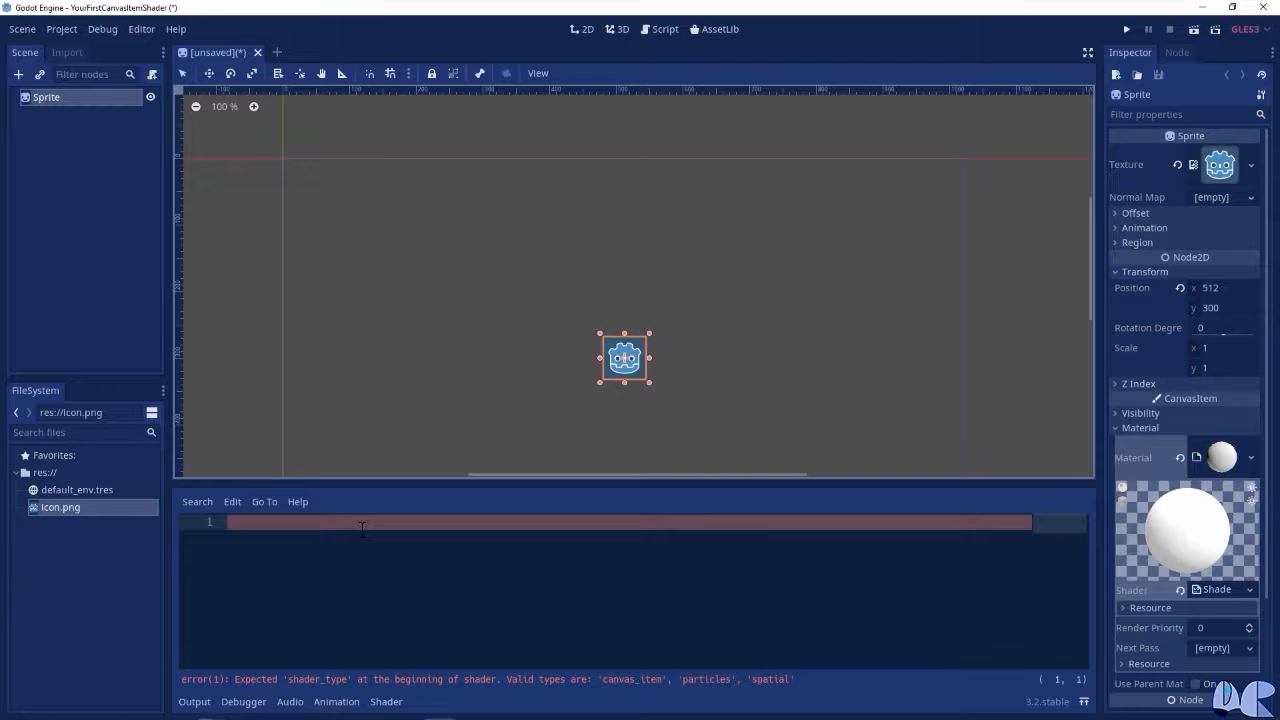 Godot Engine - YourFirstCanvasItemShader (*)
Scene Project Debug Editor Help
2D 3D Script AssetLib
GLES3
Scene Import
[unsaved](*)
Inspector Node
Filter nodes
View
Sprite
Sprite
100 %
Filter properties
Sprite
Texture
Normal Map [empty]
Offset
Animation
Region
Node2D
Transform
Position x 512
y 300
Rotation Degre 0
Scale x 1
y 1
Z Index
CanvasItem
Visibility
Material
Material
Shader Shade
Resource
Render Priority 0
Next Pass [empty]
Resource
Use Parent Mat On
Node
FileSystem
res://icon.png
Search files
Favorites:
res://
default_env.tres
icon.png
Search Edit Go To Help
1
error(1): Expected 'shader_type' at the beginning of shader. Valid types are: 'canvas_item', 'particles', 'spatial'
( 1, 1)
Output Debugger Audio Animation Shader
3.2.stable